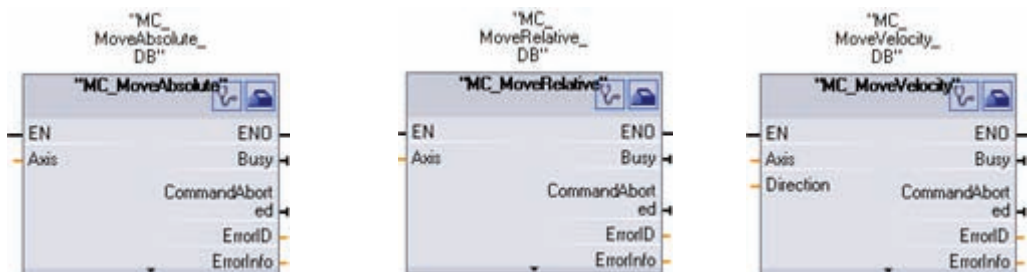 "MC_
MoveAbsolute_
DB"
"MC_MoveAbsolute"
EN ENO
Axis Busy
CommandAbort
ed
ErrorID
ErrorInfo
"MC_
MoveRelative_
DB"
"MC_MoveRelative"
EN ENO
Axis Busy
CommandAbort
ed
ErrorID
ErrorInfo
"MC_
MoveVelocity_
DB"
"MC_MoveVelocity"
EN ENO
Axis Busy
Direction CommandAbort
ed
ErrorID
ErrorInfo